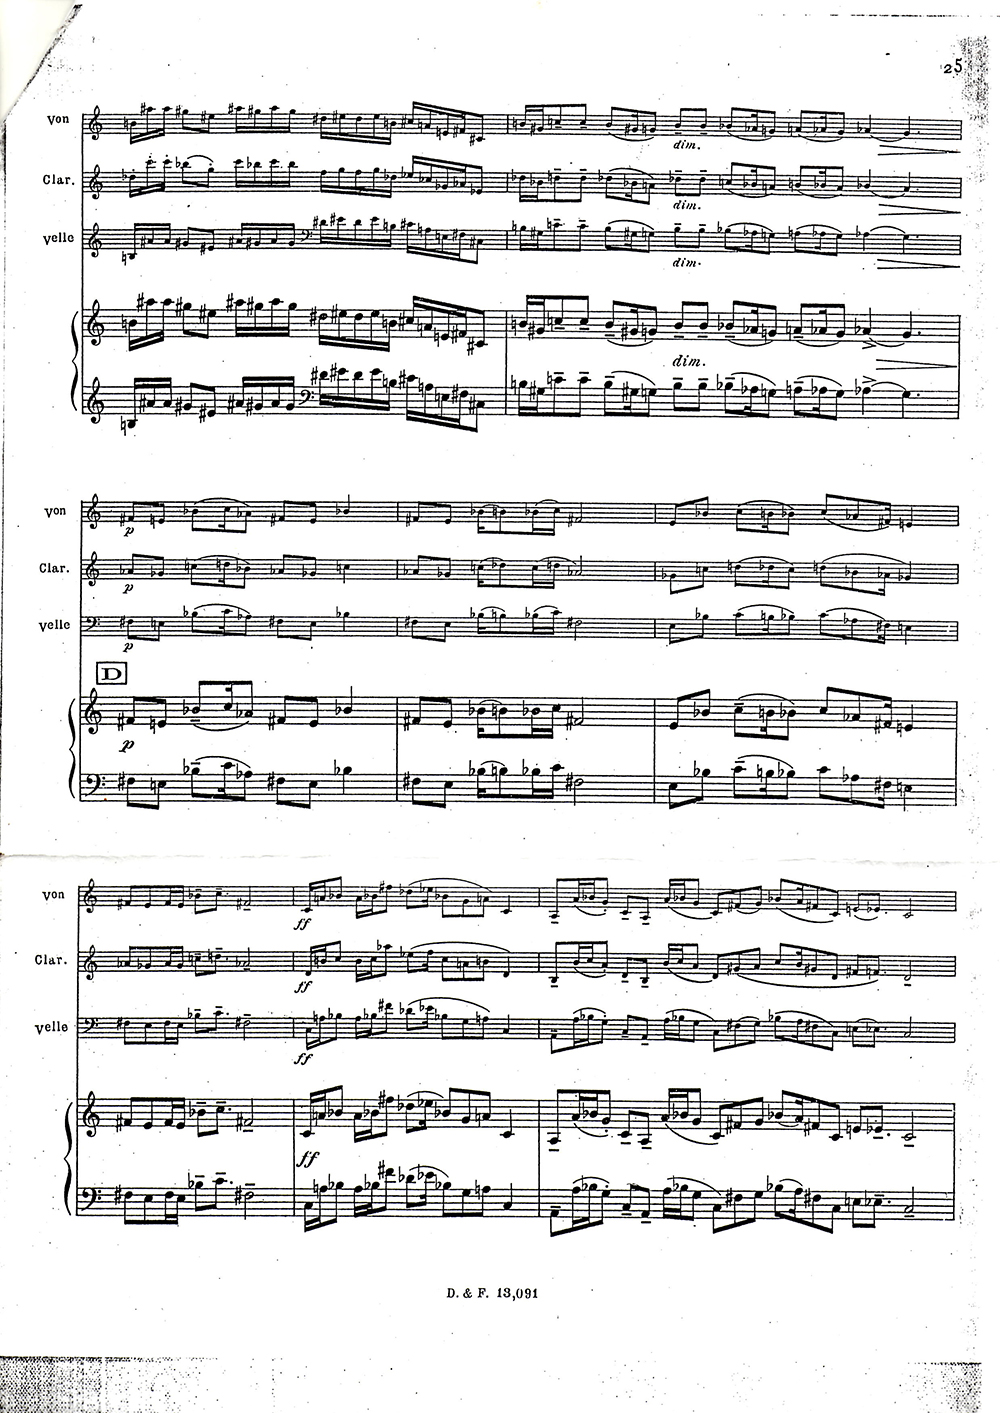 25
Von
dim.
Clar.
dim.
Velle
dim.
dim.
Von
p
Clar.
p
Velle
p
D
p
Von
ff
Clar.
ff
Velle
ff
ff
D. & F. 13,091